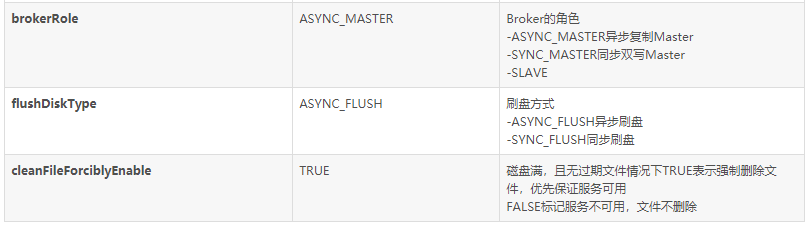 brokerRole ASYNC_MASTER Broker的角色
-ASYNC_MASTER异步复制Master
-SYNC_MASTER同步双写Master
-SLAVE
flushDiskType ASYNC_FLUSH 刷盘方式
-ASYNC_FLUSH异步刷盘
-SYNC_FLUSH同步刷盘
cleanFileForciblyEnable TRUE 磁盘满，且无过期文件情况下TRUE表示强制删除文
件，优先保证服务可用
FALSE标记服务不可用，文件不删除